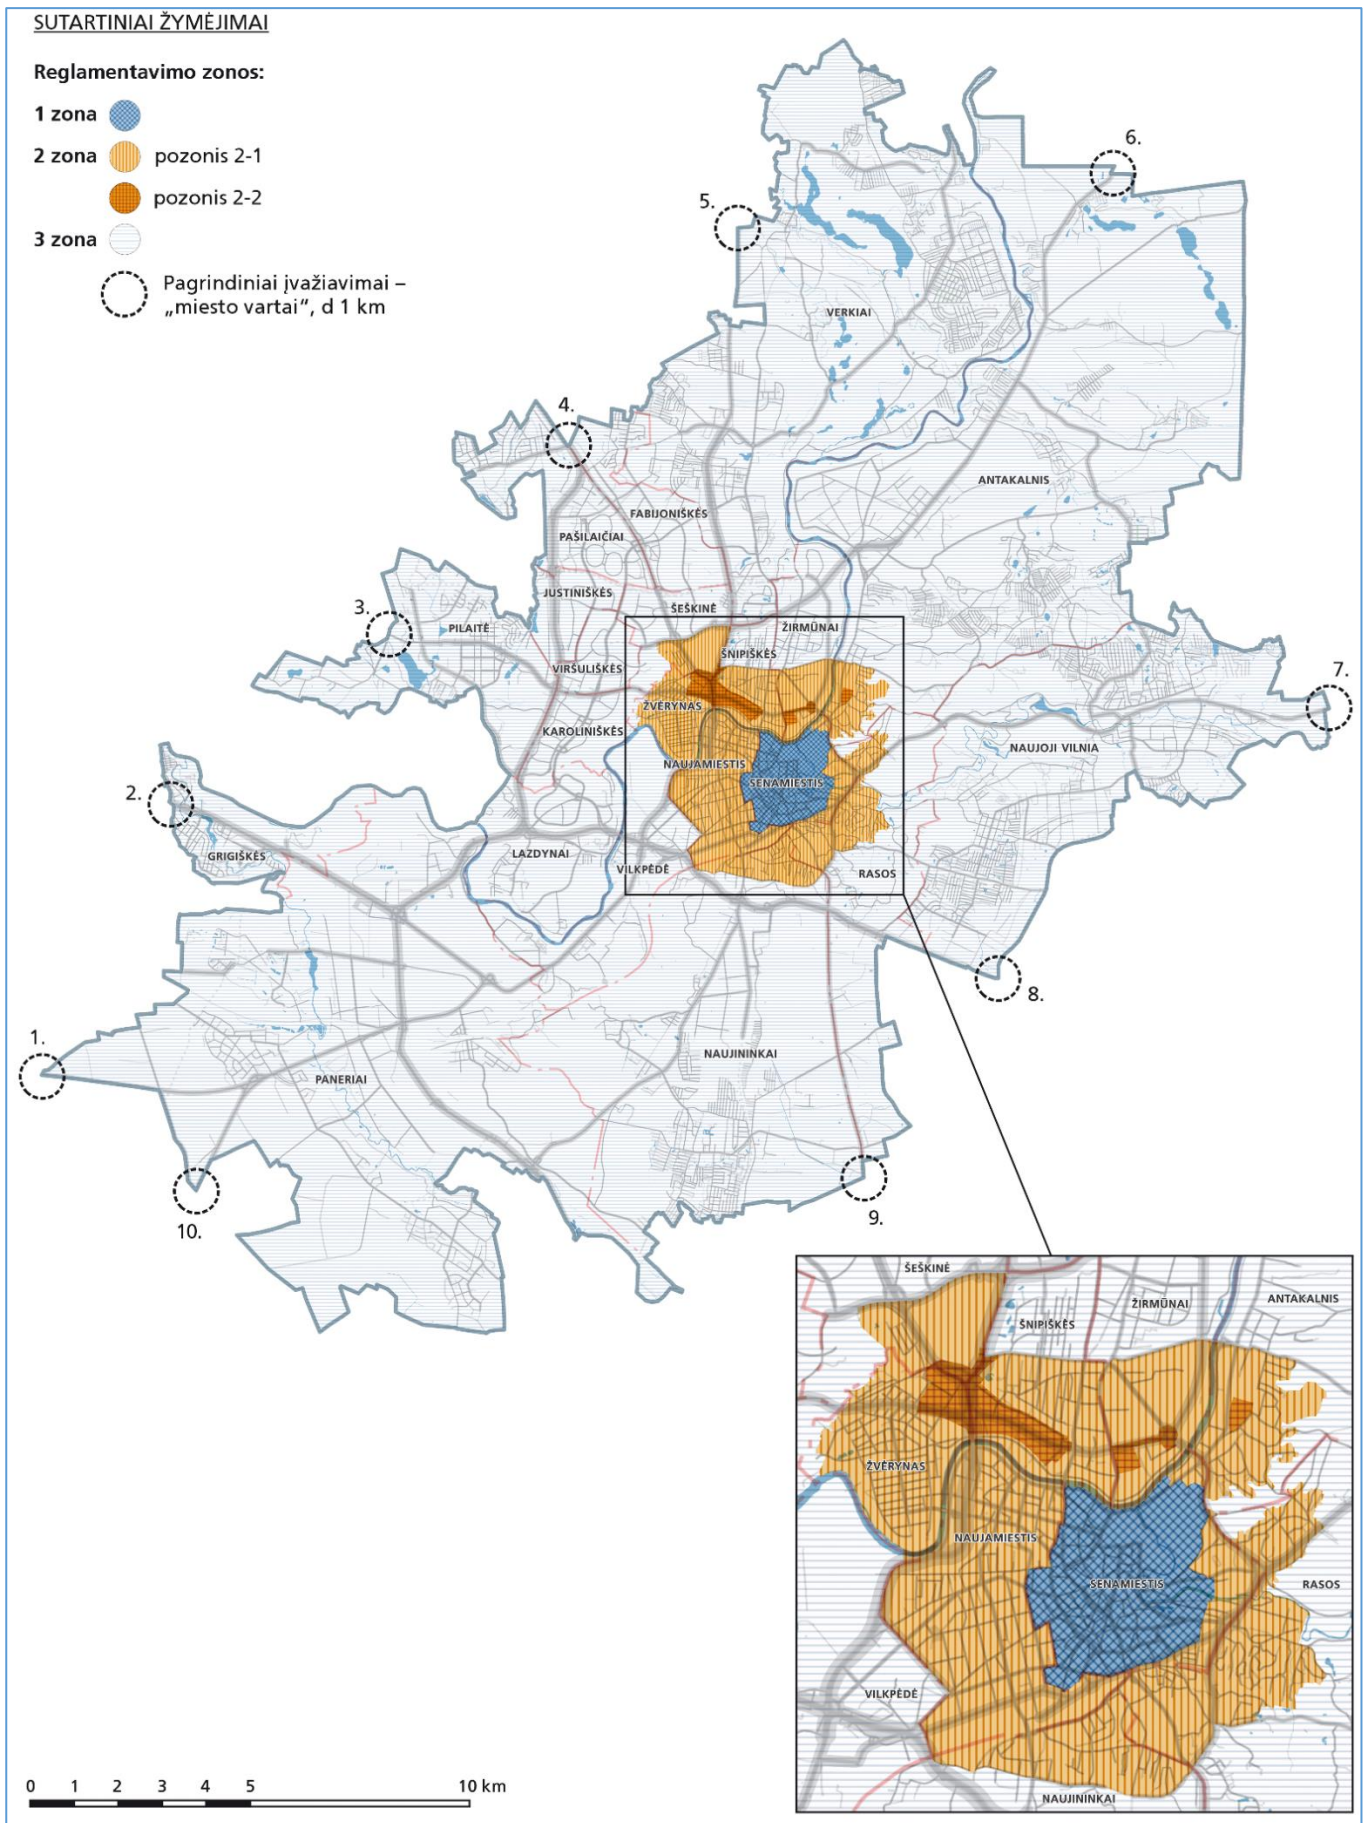 SUTARTINIAI ŽYMĖJIMAI
Reglamentavimo zonos:
1 zona
2 zona pozonis 2-1
pozonis 2-2
3 zona
Pagrindiniai įvažiavimai –
„miesto vartai“, d 1 km
6.
5.
VERKIAI
4.
ANTAKALNIS
FABIJONIŠKĖS
PAŠILAIČIAI
JUSTINIŠKĖS
3.
ŠEŠKINĖ
PILAITĖ
ŽIRMŪNAI
ŠNIPIŠKĖS
VIRŠULIŠKĖS
7.
ŽVĖRYNAS
KAROLINIŠKĖS
NAUJOJI VILNIA
NAUJAMIESTIS
SENAMIESTIS
2.
GRIGIŠKĖS
LAZDYNAI
VILKPĖDĖ
RASOS
8.
1.
NAUJININKAI
PANERIAI
10.
9.
ŠEŠKINĖ
ANTAKALNIS
ŽIRMŪNAI
ŠNIPIŠKĖS
ŽVĖRYNAS
NAUJAMIESTIS
SENAMIESTIS
RASOS
VILKPĖDĖ
NAUJININKAI
0 1 2 3 4 5 10 km